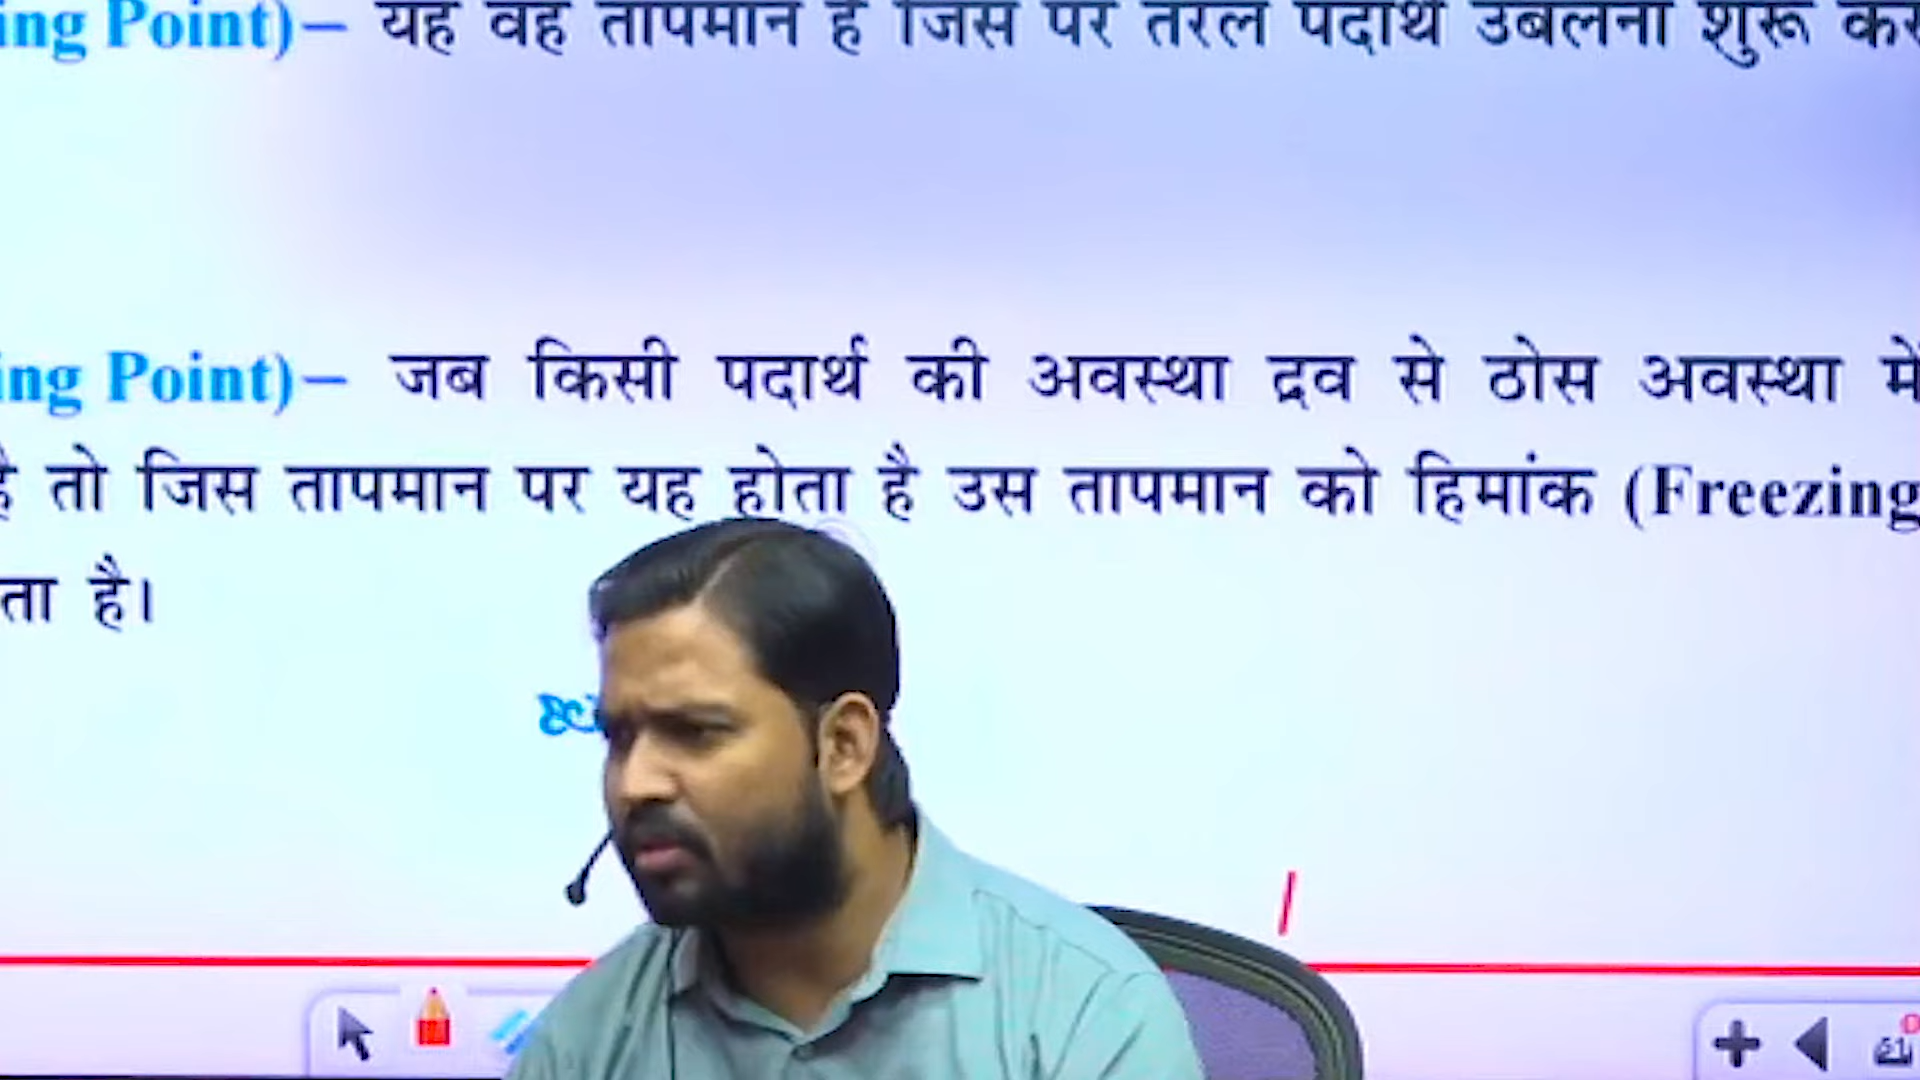 ing Point)– यह वह तापमान है जिस पर तरल पदार्थ उबलना शुरू कर
ing Point)– जब किसी पदार्थ की अवस्था द्रव से ठोस अवस्था में
है तो जिस तापमान पर यह होता है उस तापमान को हिमांक (Freezing
ता है।